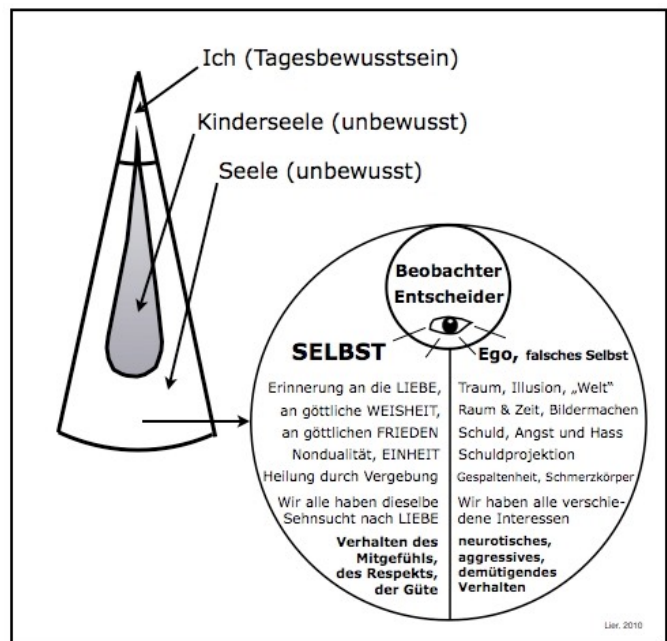 Ich (Tagesbewusstsein)
Kinderseele (unbewusst)
Seele (unbewusst)
Beobachter
Entscheider
SELBST
Erinnerung an die LIEBE,
an göttliche WEISHEIT,
an göttlichen FRIEDEN
Nondualität, EINHEIT
Heilung durch Vergebung
Wir alle haben dieselbe
Sehnsucht nach LIEBE
Verhalten des
Mitgefühls,
des Respekts,
der Güte
Ego, falsches Selbst
Traum, Illusion, „Welt“
Raum & Zeit, Bildermachen
Schuld, Angst und Hass
Schuldprojektion
Gespaltenheit, Schmerzkörper
Wir haben alle verschie-
dene Interessen
neurotisches,
aggressives,
demütigendes
Verhalten
Lier. 2010